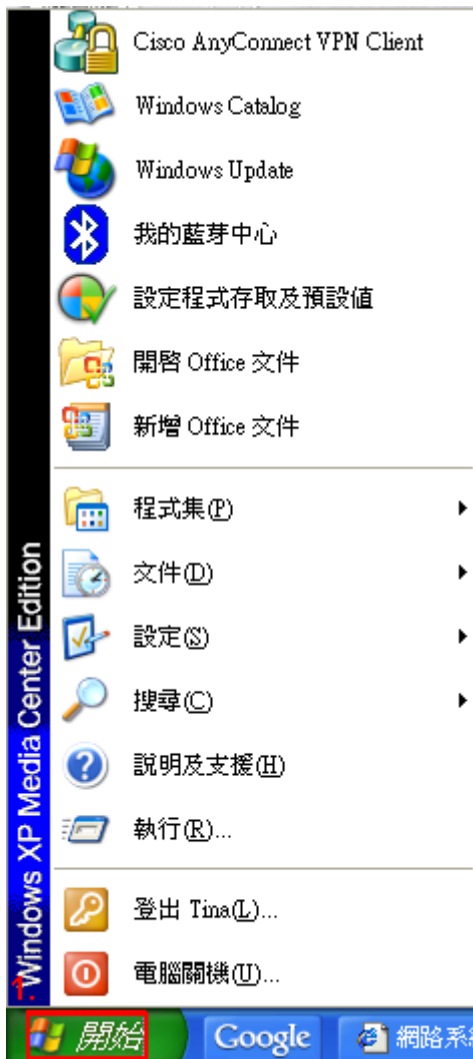 Cisco AnyConnect VPN Client
Windows Catalog
Windows Update
我的藍芽中心
設定程式存取及預設值
開啓 Office 文件
新增 Office 文件
程式集(P)
文件(D)
設定(S)
搜尋(C)
說明及支援(H)
執行(R)...
登出 Tina(L)...
電腦關機(U)...
Windows XP Media Center Edition
1.
開始
Google
網路系統